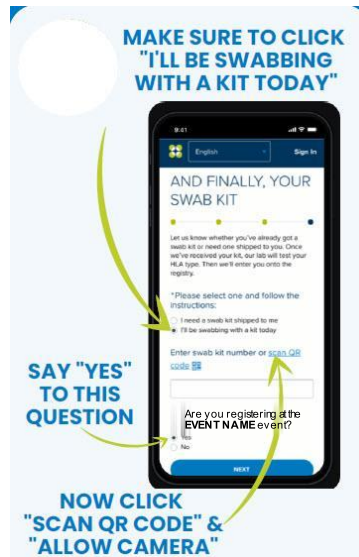 MAKE SURE TO CLICK
"I'LL BE SWABBING
WITH A KIT TODAY"
9:41
English
Sign In
AND FINALLY, YOUR
SWAB KIT
Let us know whether you've already got a
swab kit or need one shipped to you. Once
we've received your kit, our lab will test your
HLA type. Then we'll enter you onto the
registry.
*Please select one and follow the
instructions:
I need a swab kit shipped to me
I'll be swabbing with a kit today
Enter swab kit number or scan QR
code
SAY "YES"
TO THIS
QUESTION
Are you registering at the
EVENT NAME event?
Yes
No
NEXT
NOW CLICK
"SCAN QR CODE" &
"ALLOW CAMERA"